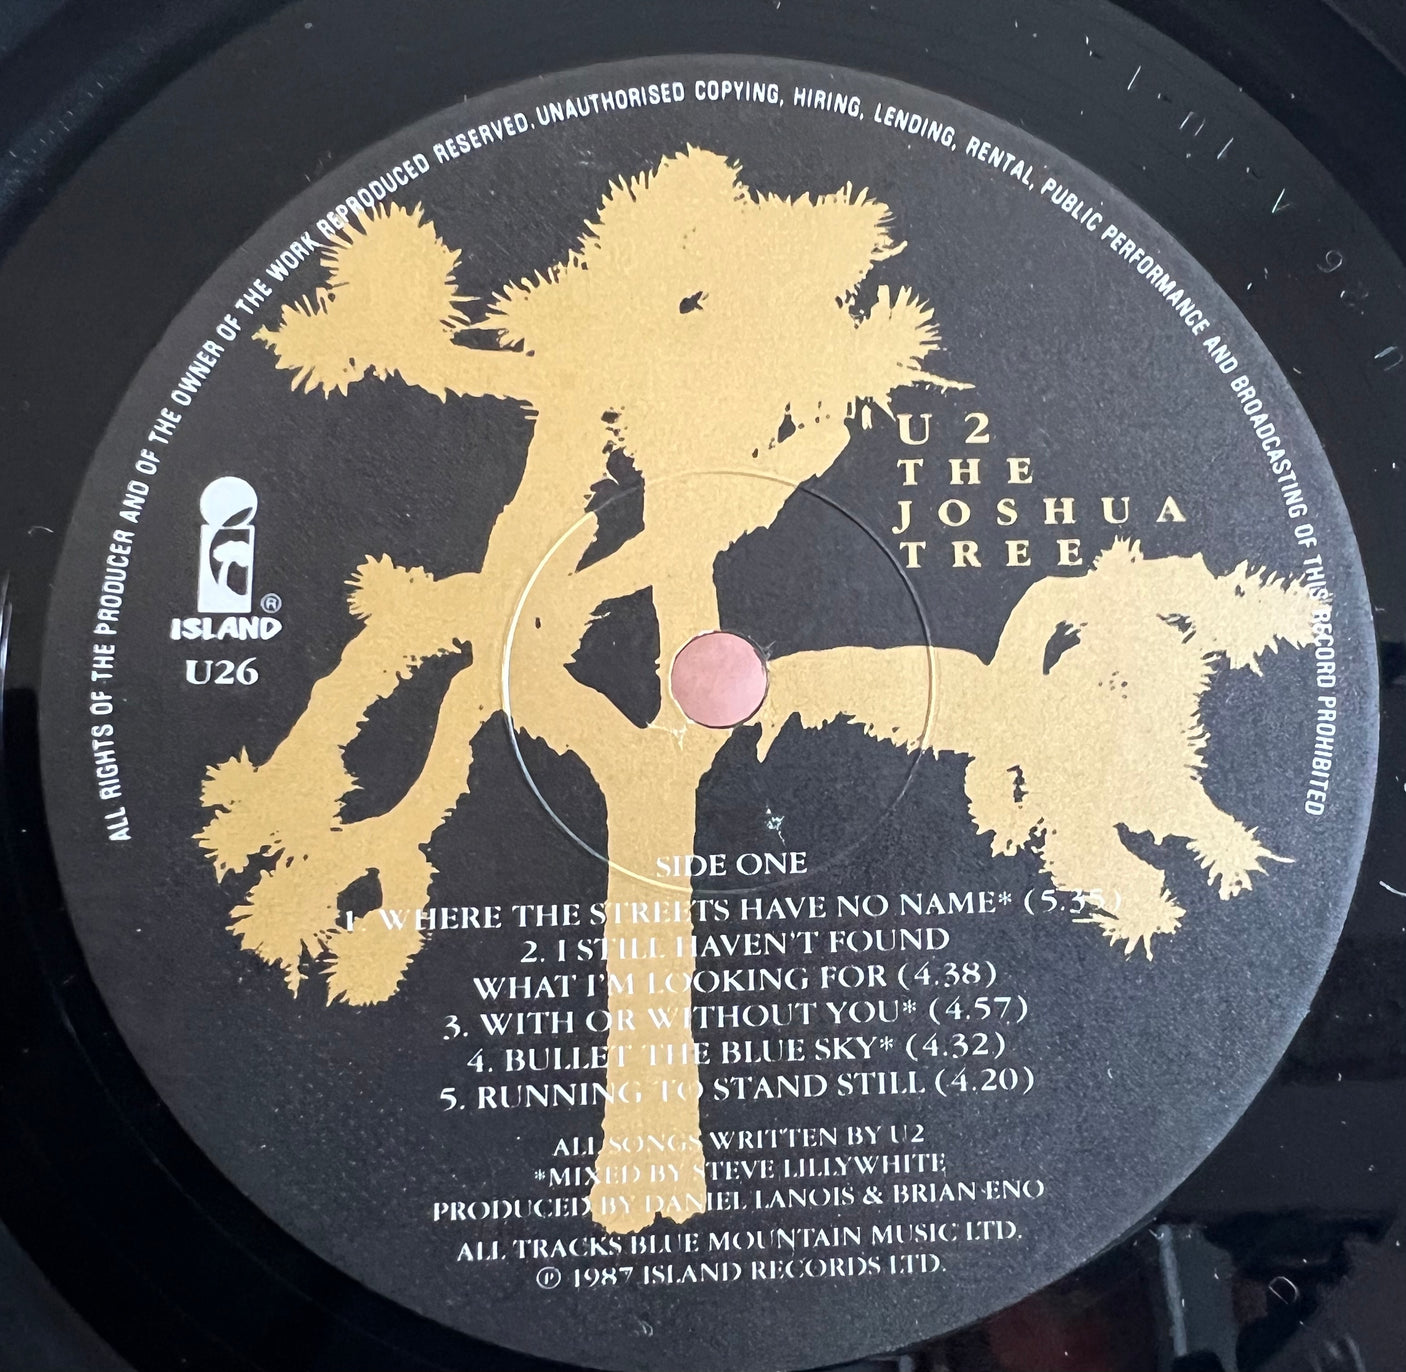 ALL RIGHTS OF THE PRODUCER AND OF THE OWNER OF THE WORK REPRODUCED RESERVED. UNAUTHORISED COPYING, HIRING, LENDING, RENTAL, PUBLIC PERFORMANCE AND BROADCASTING OF THIS RECORD PROHIBITED
U2
THE
JOSHUA
TREE
ISLAND ®
U26
SIDE ONE
1. WHERE THE STREETS HAVE NO NAME* (5.35)
2. I STILL HAVEN'T FOUND
WHAT I'M LOOKING FOR (4.38)
3. WITH OR WITHOUT YOU* (4.57)
4. BULLET THE BLUE SKY* (4.32)
5. RUNNING TO STAND STILL (4.20)
ALL SONGS WRITTEN BY U2
*MIXED BY STEVE LILLYWHITE
PRODUCED BY DANIEL LANOIS & BRIAN ENO
ALL TRACKS BLUE MOUNTAIN MUSIC LTD.
℗ 1987 ISLAND RECORDS LTD.